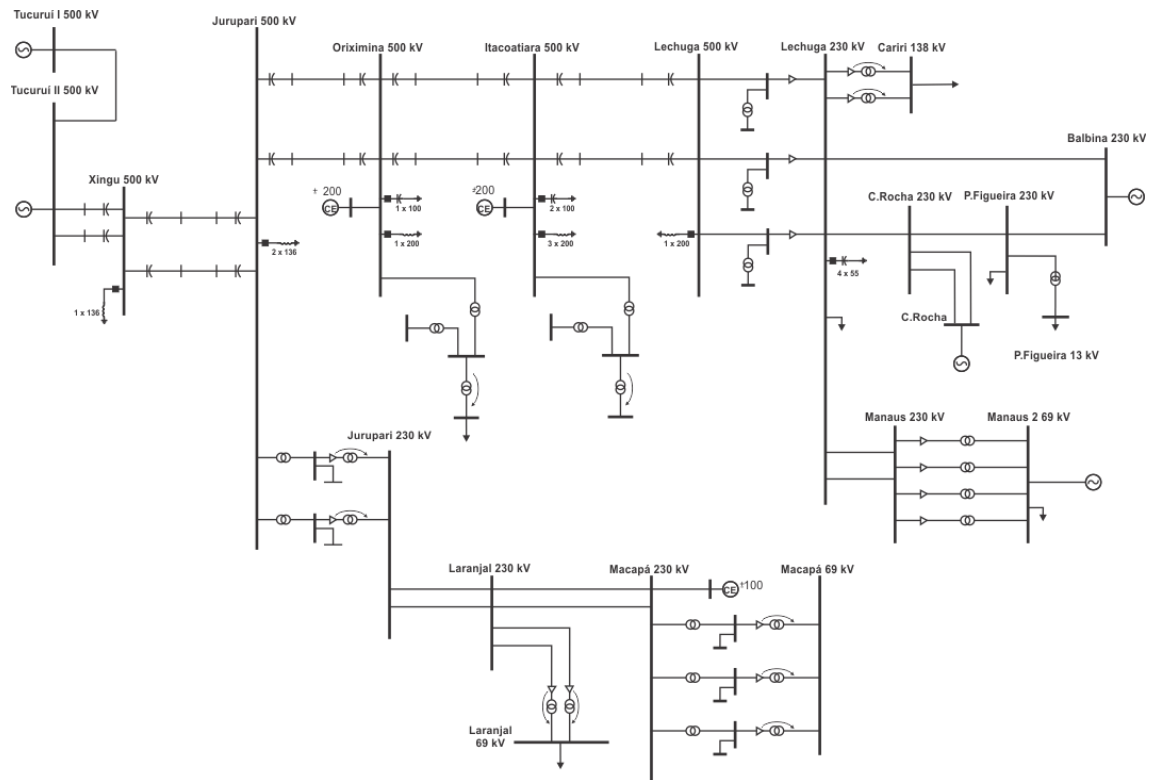 Tucuruí I 500 kV
Jurupari 500 kV
Oriximina 500 kV
Itacoatiara 500 kV
Lechuga 500 kV
Lechuga 230 kV
Cariri 138 kV
Tucuruí II 500 kV
Balbina 230 kV
Xingu 500 kV
± 200
CE
1 x 100
±200
CE
2 x 100
C.Rocha 230 kV
P.Figueira 230 kV
2 x 136
1 x 200
3 x 200
1 x 200
4 x 55
1 x 136
C.Rocha
P.Figueira 13 kV
Manaus 230 kV
Manaus 2 69 kV
Jurupari 230 kV
Laranjal 230 kV
Macapá 230 kV
CE
±100
Macapá 69 kV
Laranjal
69 kV